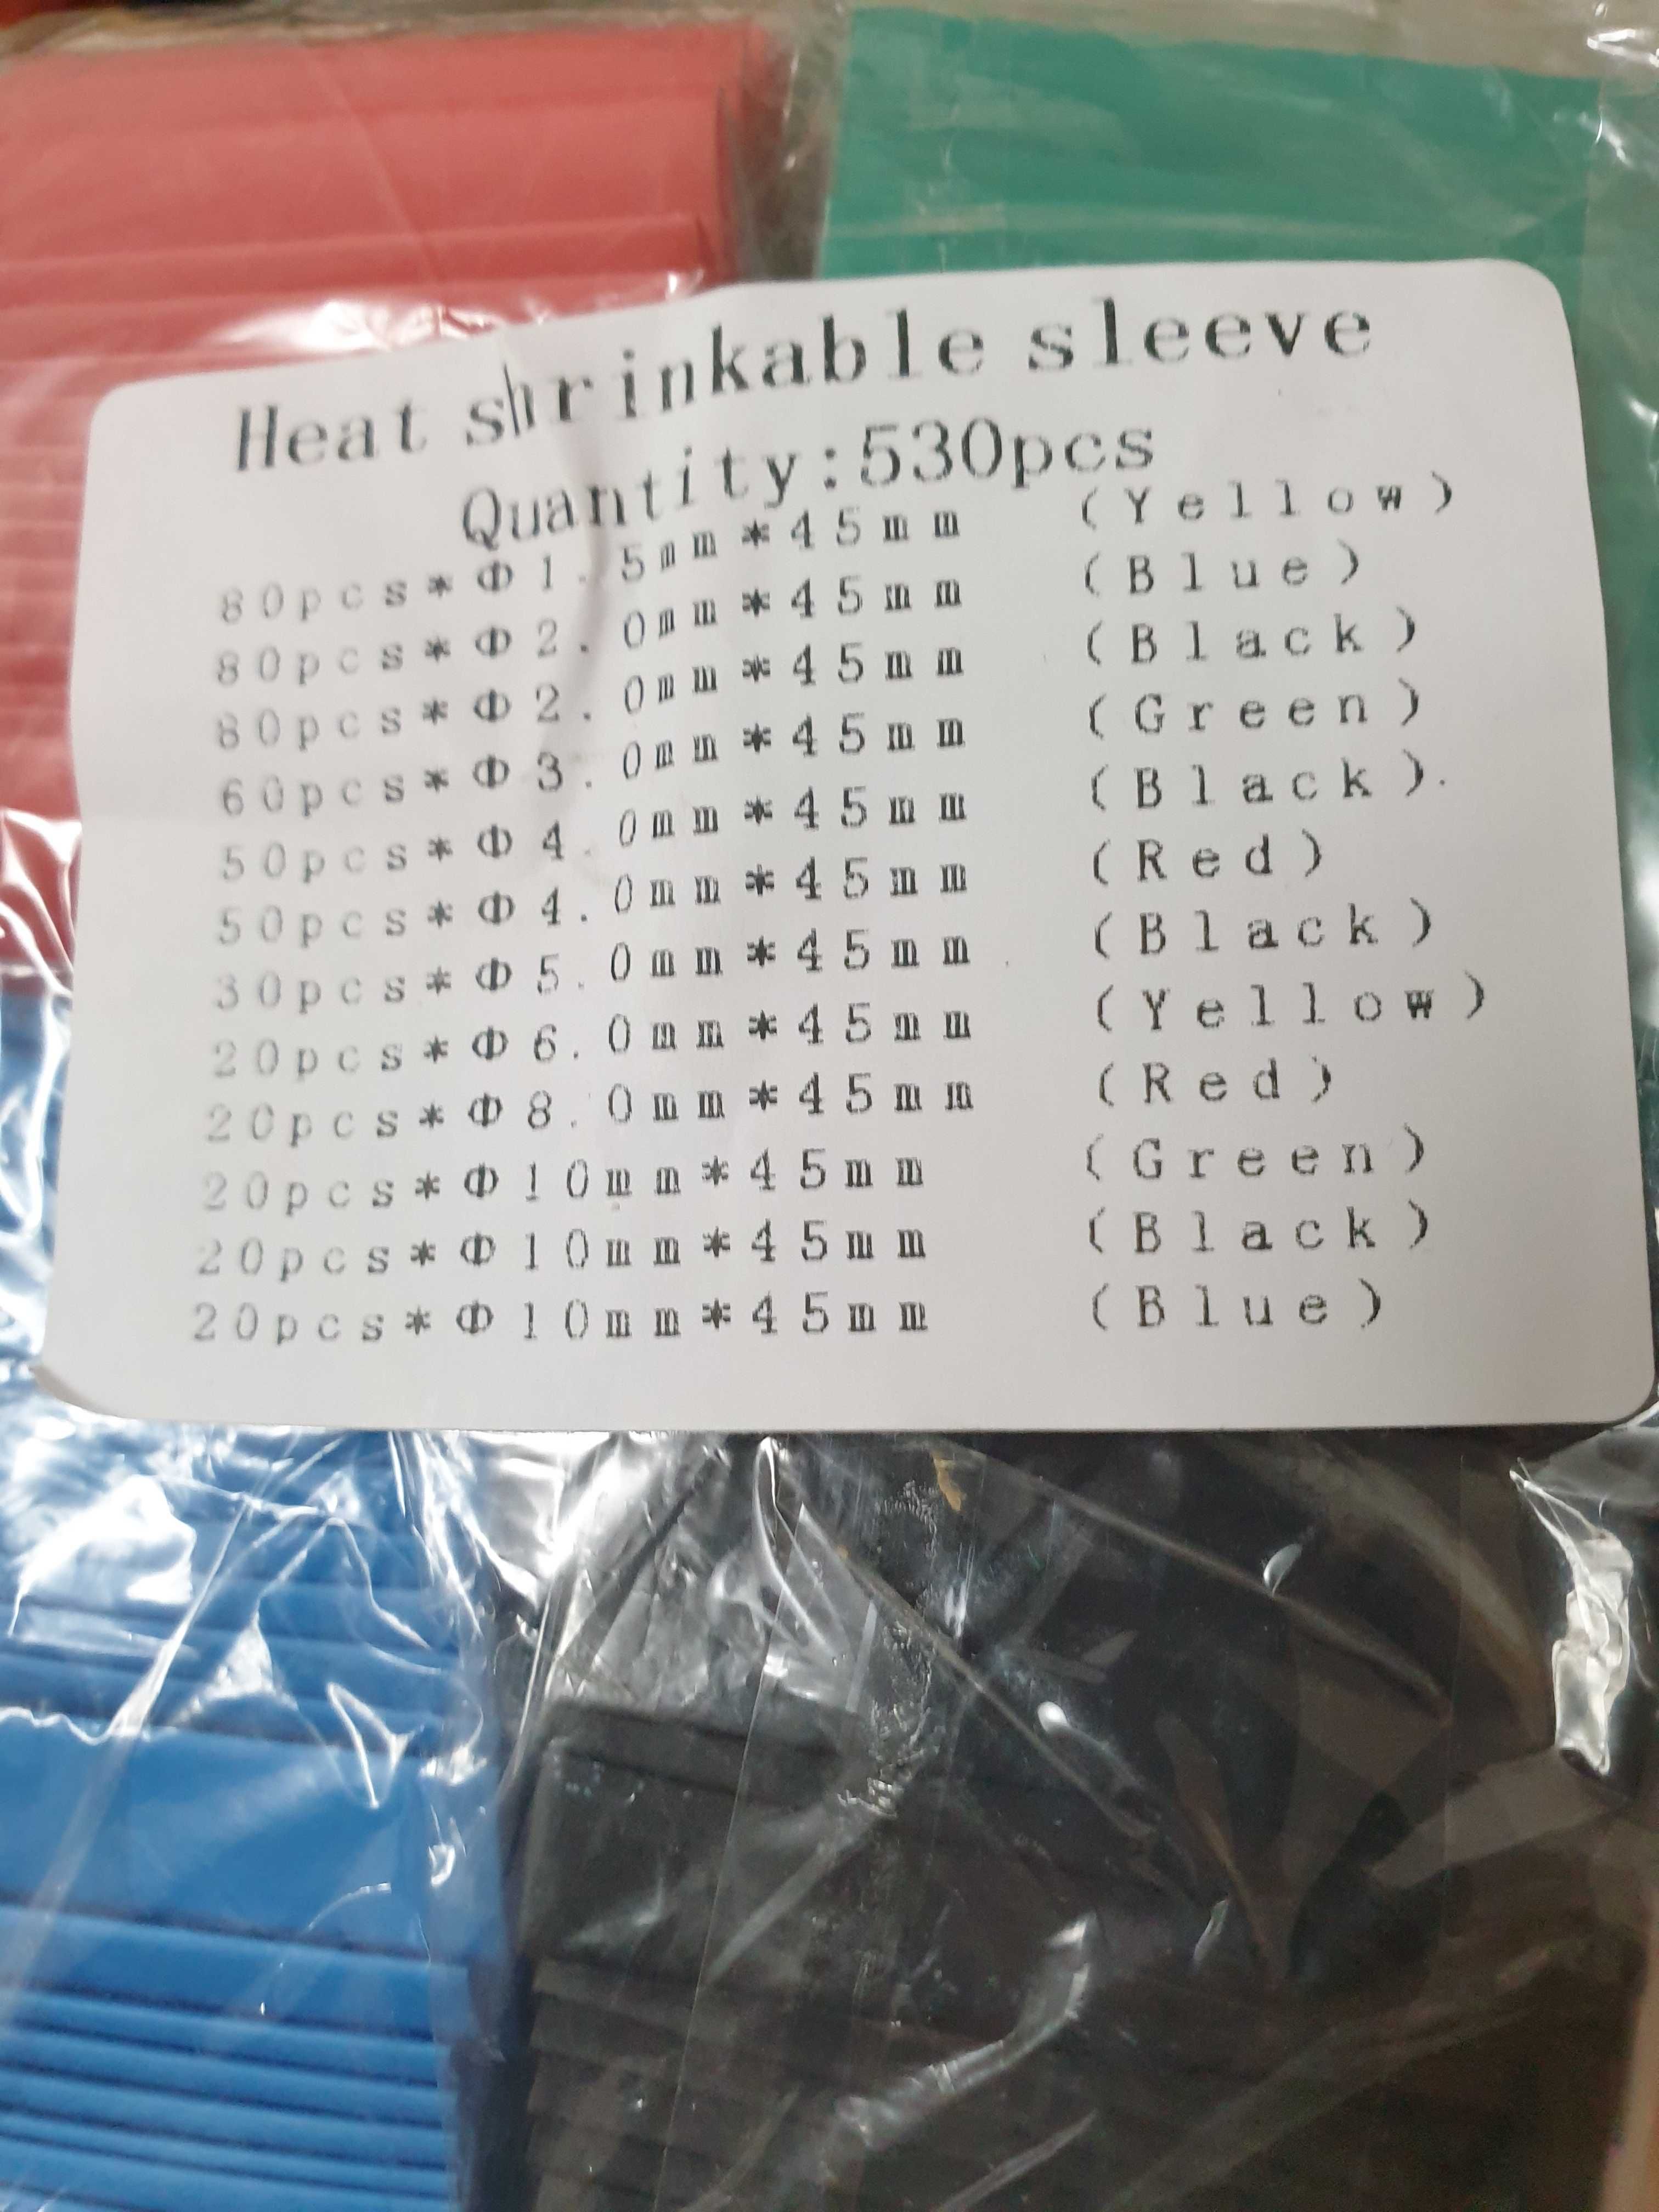 Heat shrinkable sleeve
Quantity:530pcs
80pcs*Φ1.5mm*45mm (Yellow)
80pcs*Φ2.0mm*45mm (Blue)
80pcs*Φ2.0mm*45mm (Black)
60pcs*Φ3.0mm*45mm (Green)
50pcs*Φ4.0mm*45mm (Black)
50pcs*Φ4.0mm*45mm (Red)
30pcs*Φ5.0mm*45mm (Black)
20pcs*Φ6.0mm*45mm (Yellow)
20pcs*Φ8.0mm*45mm (Red)
20pcs*Φ10mm*45mm (Green)
20pcs*Φ10mm*45mm (Black)
20pcs*Φ10mm*45mm (Blue)